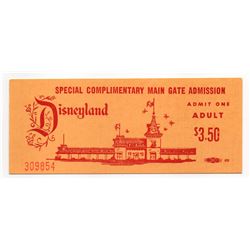 SPECIAL COMPLIMENTARY MAIN GATE ADMISSION
Disneyland
ADMIT ONE
ADULT
$3.50
309854